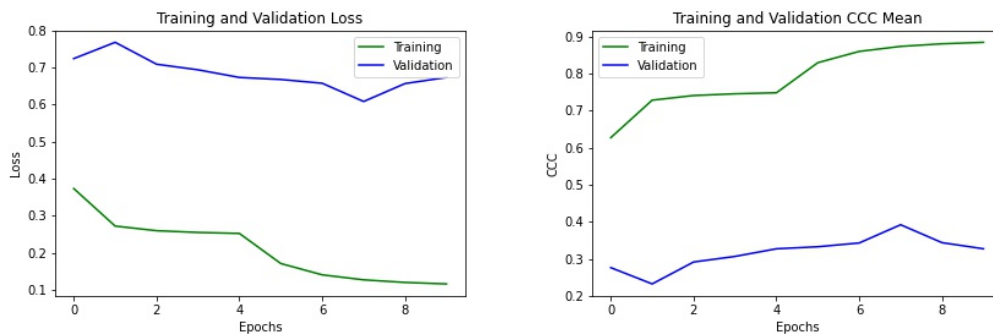 Training and Validation Loss
0.8
0.7
0.6
0.5
0.4
0.3
0.2
0.1
Loss
Training
Validation
0
2
4
6
8
Epochs
Training and Validation CCC Mean
0.9
0.8
0.7
0.6
0.5
0.4
0.3
0.2
CCC
Training
Validation
0
2
4
6
8
Epochs